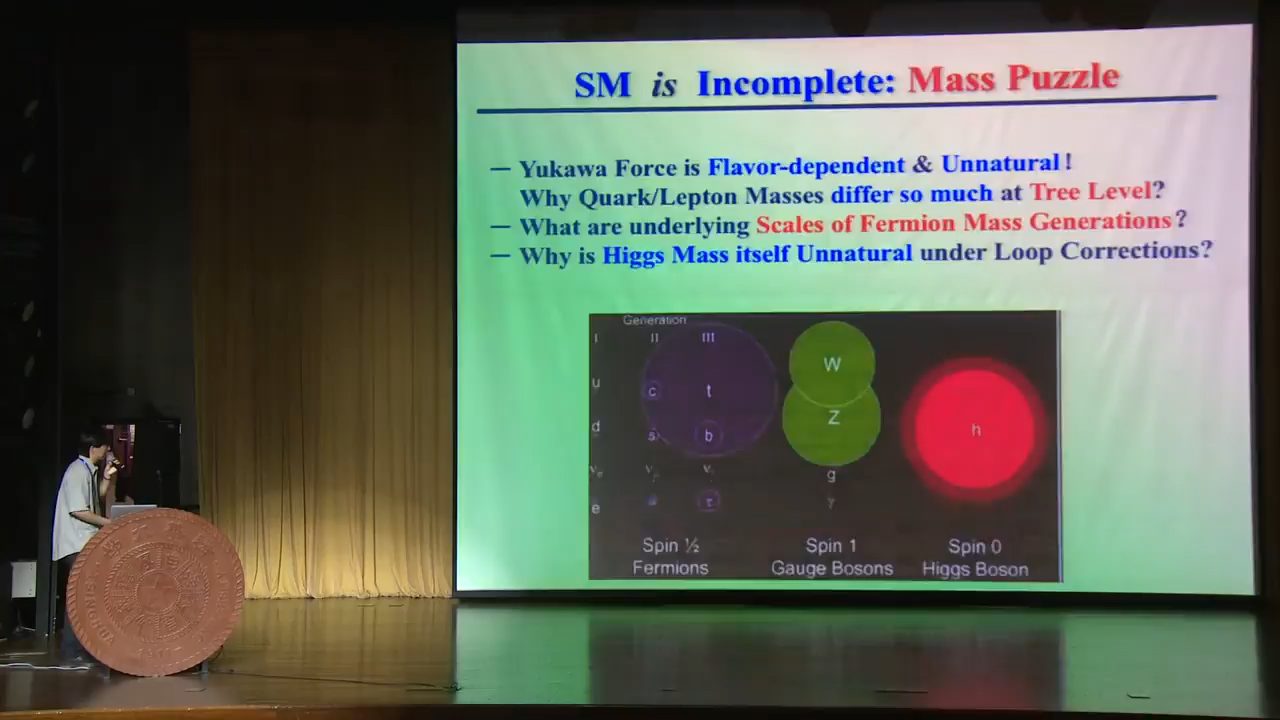 SM is Incomplete: Mass Puzzle
— Yukawa Force is Flavor-dependent & Unnatural!
Why Quark/Lepton Masses differ so much at Tree Level?
— What are underlying Scales of Fermion Mass Generations?
— Why is Higgs Mass itself Unnatural under Loop Corrections?
Generation
I II III
u c t W
d s b Z h
ν ν ν g
e τ γ
Spin ½ Spin 1 Spin 0
Fermions Gauge Bosons Higgs Boson
1911